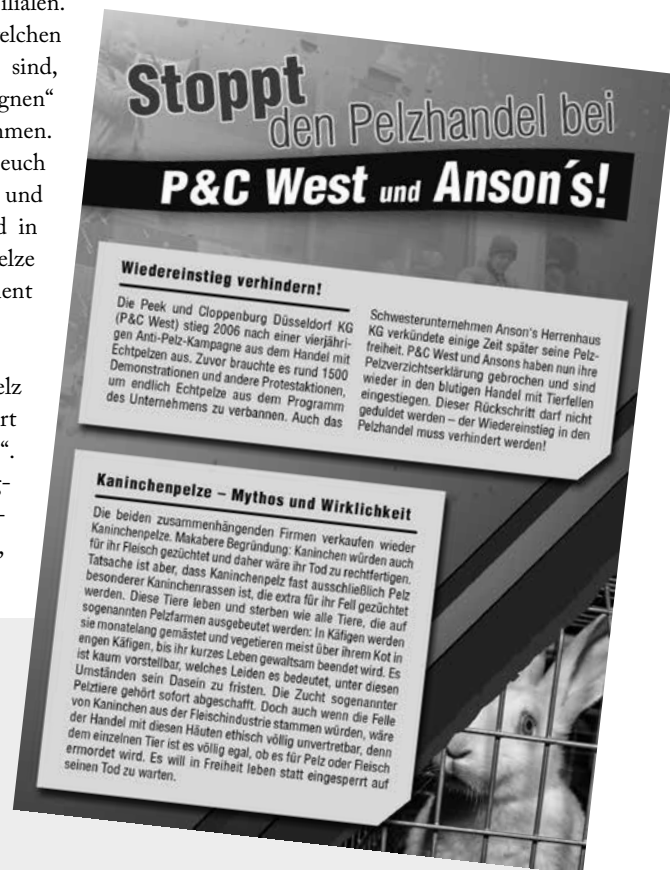 ilialen.
elchen
sind,
gnen“
hmen.
euch
und
d in
elze
nent
elz
rt
“.
g-
-
,
Stoppt
den Pelzhandel bei
P&C West und Anson´s!
Wiedereinstieg verhindern!
Die Peek und Cloppenburg Düsseldorf KG
(P&C West) stieg 2006 nach einer vierjähri-
gen Anti-Pelz-Kampagne aus dem Handel mit
Echtpelzen aus. Zuvor brauchte es rund 1500
Demonstrationen und andere Protestaktionen,
um endlich Echtpelze aus dem Programm
des Unternehmens zu verbannen. Auch das
Schwesterunternehmen Anson's Herrenhaus
KG verkündete einige Zeit später seine Pelz-
freiheit. P&C West und Ansons haben nun ihre
Pelzverzichtserklärung gebrochen und sind
wieder in den blutigen Handel mit Tierfellen
eingestiegen. Dieser Rückschritt darf nicht
geduldet werden – der Wiedereinstieg in den
Pelzhandel muss verhindert werden!
Kaninchenpelze – Mythos und Wirklichkeit
Die beiden zusammenhängenden Firmen verkaufen wieder
Kaninchenpelze. Makabere Begründung: Kaninchen würden auch
für ihr Fleisch gezüchtet und daher wäre ihr Tod zu rechtfertigen.
Tatsache ist aber, dass Kaninchenpelz fast ausschließlich Pelz
besonderer Kaninchenrassen ist, die extra für ihr Fell gezüchtet
werden. Diese Tiere leben und sterben wie alle Tiere, die auf
sogenannten Pelzfarmen ausgebeutet werden: In Käfigen werden
sie monatelang gemästet und vegetieren meist über ihrem Kot in
engen Käfigen, bis ihr kurzes Leben gewaltsam beendet wird. Es
ist kaum vorstellbar, welches Leiden es bedeutet, unter diesen
Umständen sein Dasein zu fristen. Die Zucht sogenannter
Pelztiere gehört sofort abgeschafft. Doch auch wenn die Felle
von Kaninchen aus der Fleischindustrie stammen würden, wäre
der Handel mit diesen Häuten ethisch völlig unvertretbar, denn
dem einzelnen Tier ist es völlig egal, ob es für Pelz oder Fleisch
ermordet wird. Es will in Freiheit leben statt eingesperrt auf
seinen Tod zu warten.